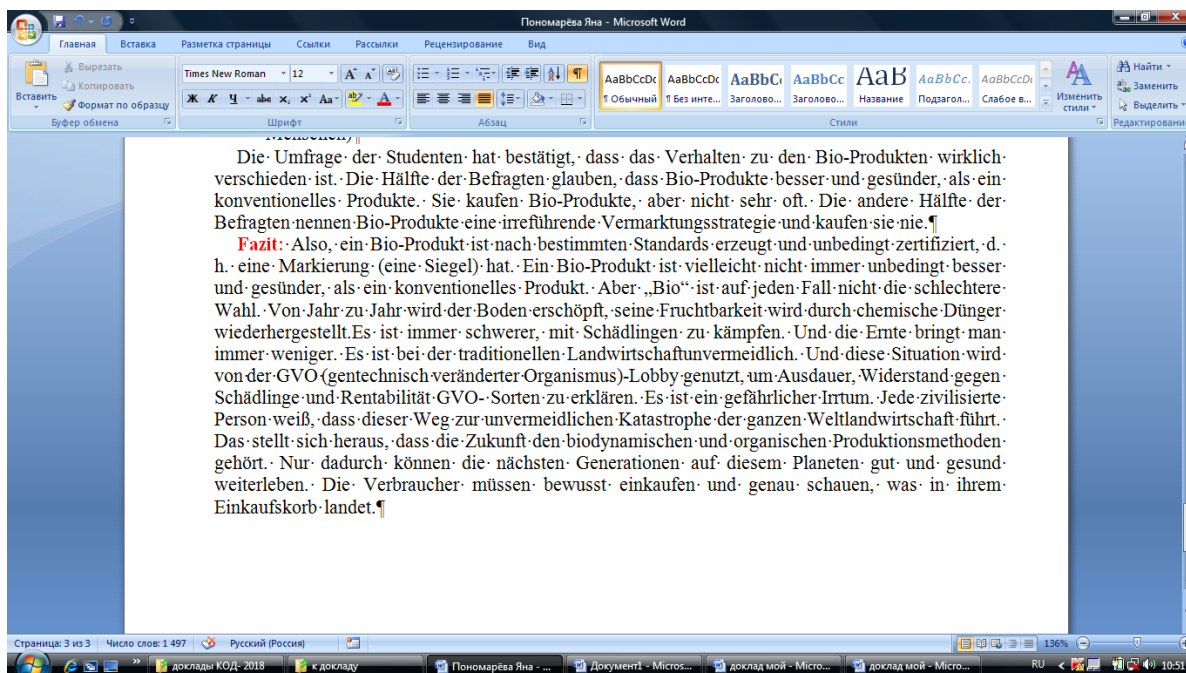 Пономарёва Яна - Microsoft Word
Главная Вставка Разметка страницы Ссылки Рассылки Рецензирование Вид
Вставить
Вырезать
Копировать
Формат по образцу
Буфер обмена
Times New Roman 12
Ж К Ч abe x, x² Aa
Шрифт
Абзац
АаВbСсDс АаВbСсDс АаВbСс АаВbСс АаВ АаВbСс. АаВbСсDс
¶ Обычный ¶ Без инте... Заголово... Заголово... Название Подзагол... Слабое в...
Изменить стили
Стили
Найти
Заменить
Выделить
Редактировани
Menschen)¶
Die Umfrage der Studenten hat bestätigt, dass das Verhalten zu den Bio-Produkten wirklich
verschieden ist. Die Hälfte der Befragten glauben, dass Bio-Produkte besser und gesünder, als ein
konventionelles Produkte. Sie kaufen Bio-Produkte, aber nicht sehr oft. Die andere Hälfte der
Befragten nennen Bio-Produkte eine irreführende Vermarktungsstrategie und kaufen sie nie.¶
Fazit: Also, ein Bio-Produkt ist nach bestimmten Standards erzeugt und unbedingt zertifiziert, d.
h. eine Markierung (eine Siegel) hat. Ein Bio-Produkt ist vielleicht nicht immer unbedingt besser
und gesünder, als ein konventionelles Produkt. Aber „Bio“ ist auf jeden Fall nicht die schlechtere
Wahl. Von Jahr zu Jahr wird der Boden erschöpft, seine Fruchtbarkeit wird durch chemische Dünger
wiederhergestellt.Es ist immer schwerer, mit Schädlingen zu kämpfen. Und die Ernte bringt man
immer weniger. Es ist bei der traditionellen Landwirtschaftunvermeidlich. Und diese Situation wird
von der GVO (gentechnisch veränderter Organismus)-Lobby genutzt, um Ausdauer, Widerstand gegen
Schädlinge und Rentabilität GVO- Sorten zu erklären. Es ist ein gefährlicher Irrtum. Jede zivilisierte
Person weiß, dass dieser Weg zur unvermeidlichen Katastrophe der ganzen Weltlandwirtschaft führt.
Das stellt sich heraus, dass die Zukunft den biodynamischen und organischen Produktionsmethoden
gehört. Nur dadurch können die nächsten Generationen auf diesem Planeten gut und gesund
weiterleben. Die Verbraucher müssen bewusst einkaufen und genau schauen, was in ihrem
Einkaufskorb landet.¶
Страница: 3 из 3 Число слов: 1 497 Русский (Россия) 136%
доклады КОД- 2018 к докладу Пономарёва Яна - ... Документ1 - Micros... доклад мой - Micro... доклад мой - Micro... RU 10:51